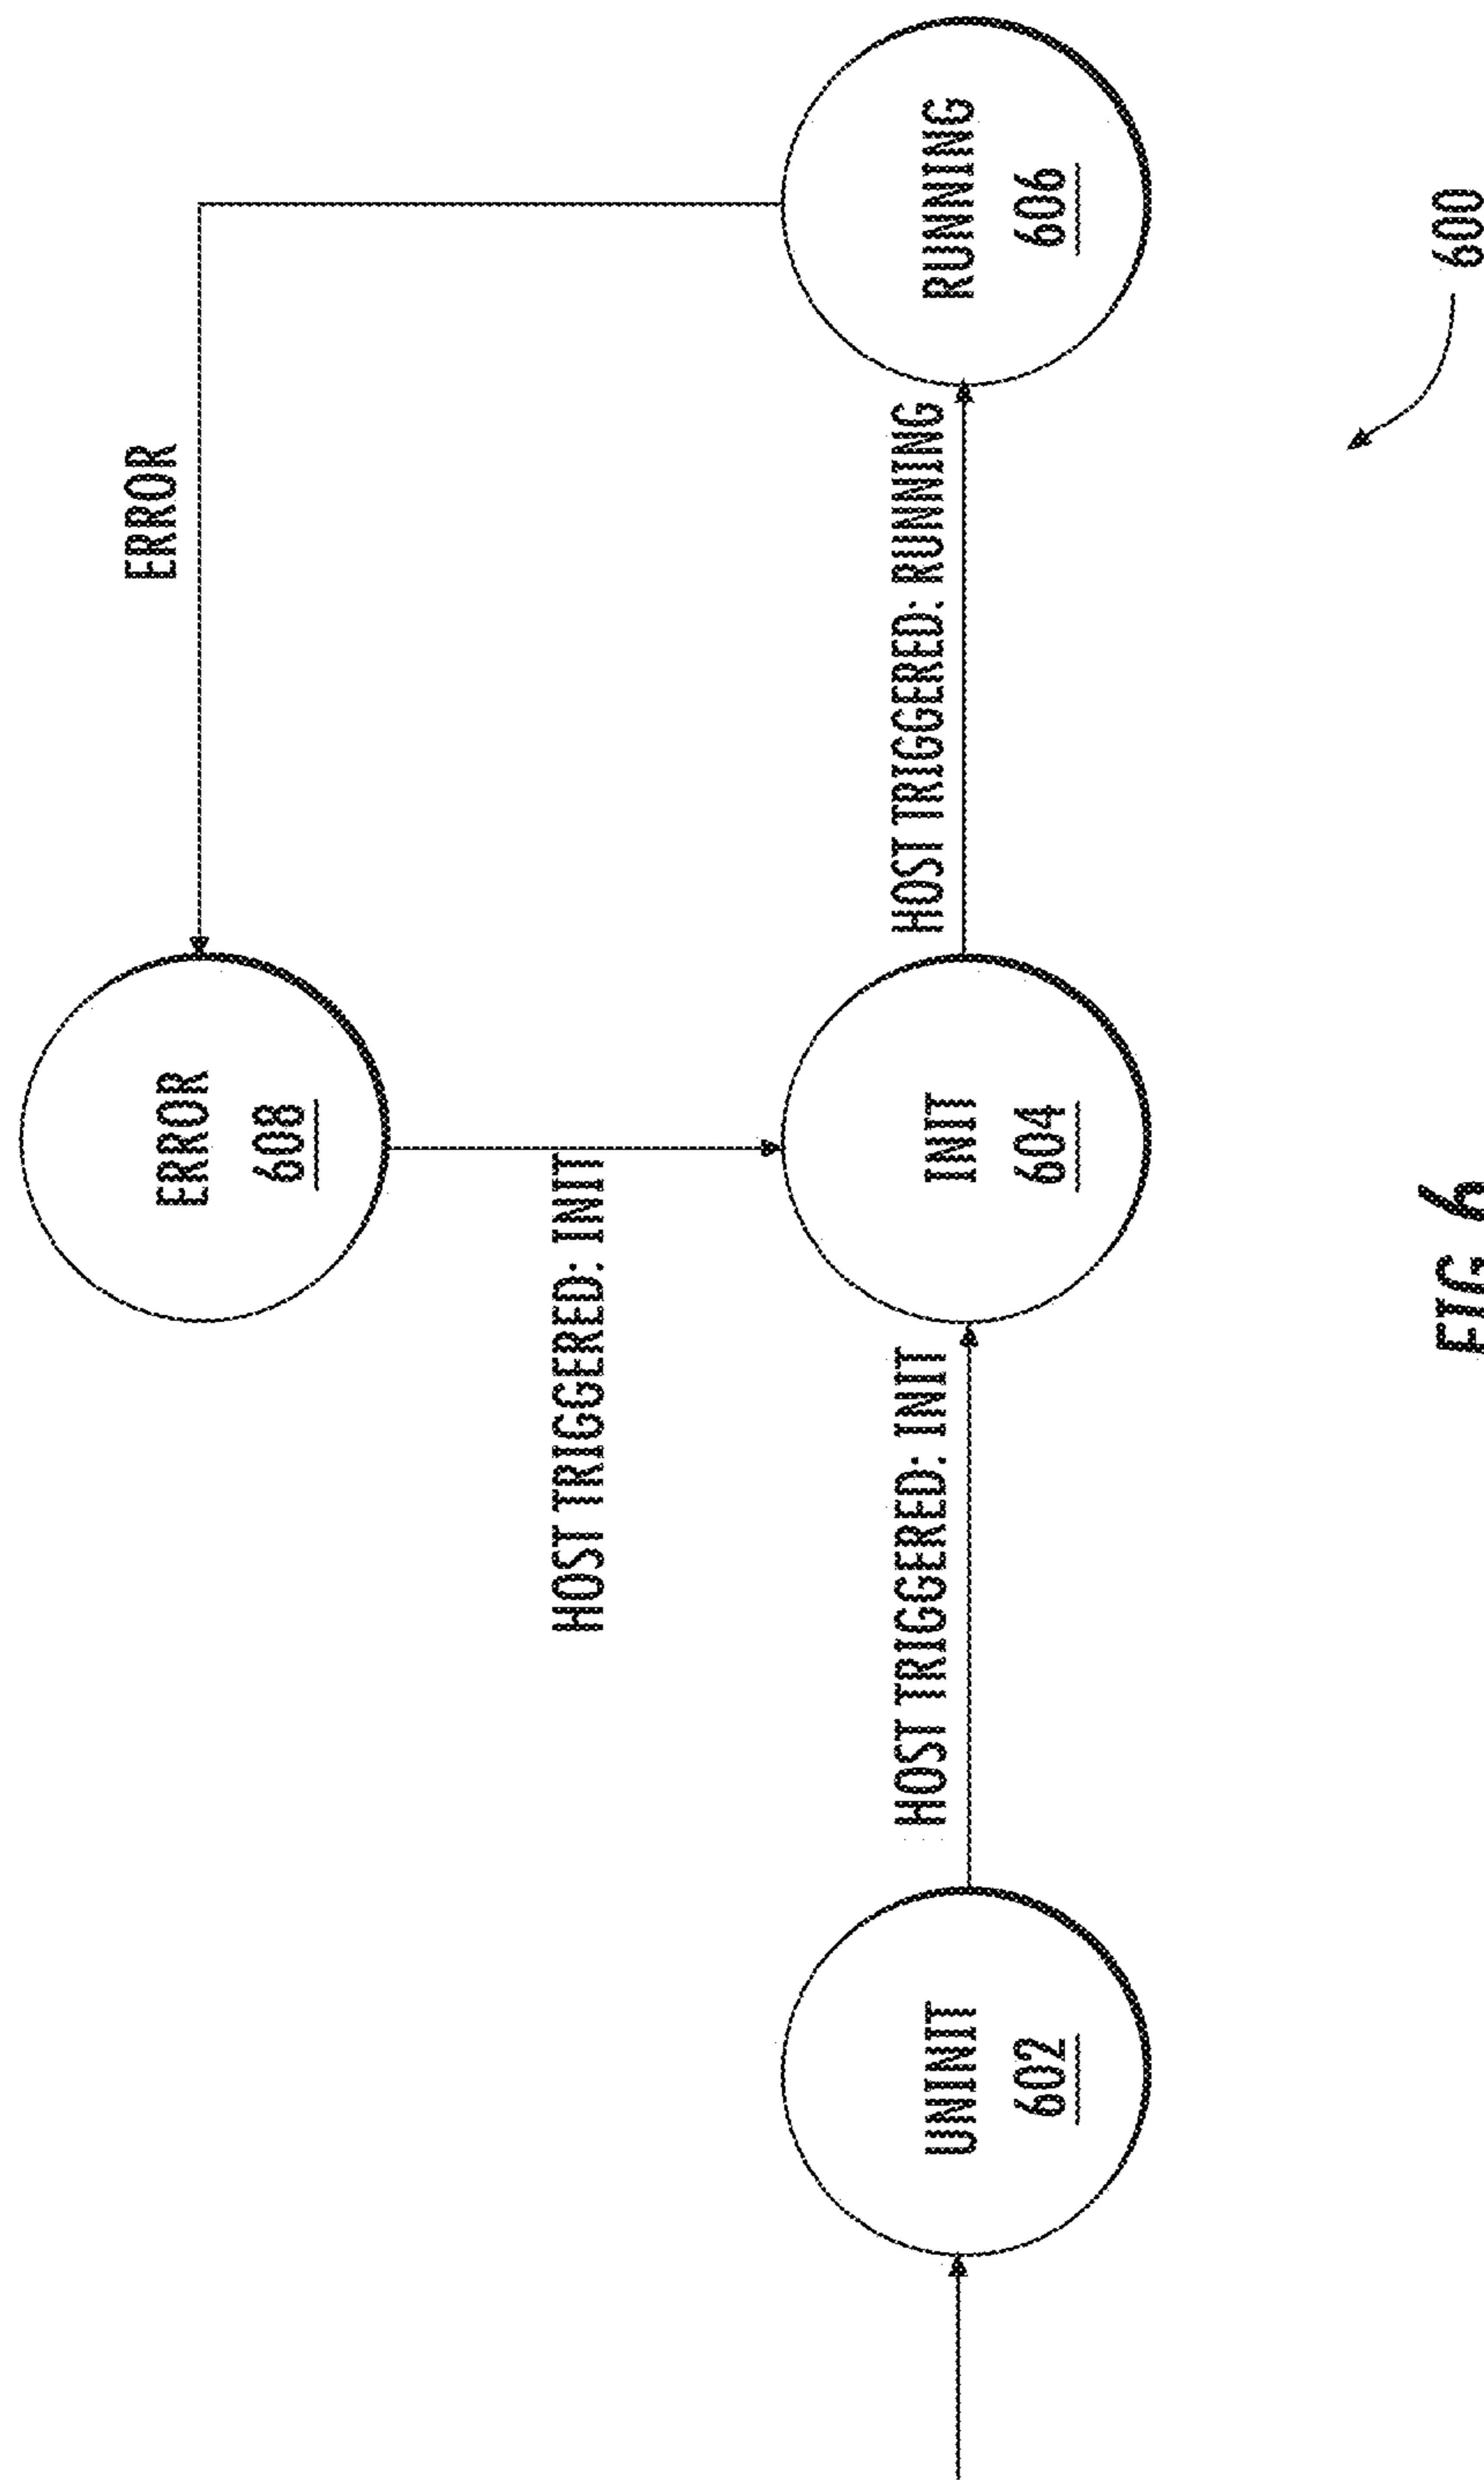 ERROR
608
ERROR
HOST TRIGGERED: INIT
UNINIT
602
HOST TRIGGERED: INIT
INIT
604
HOST TRIGGERED: RUNNING
RUNNING
606
600
FIG. 6